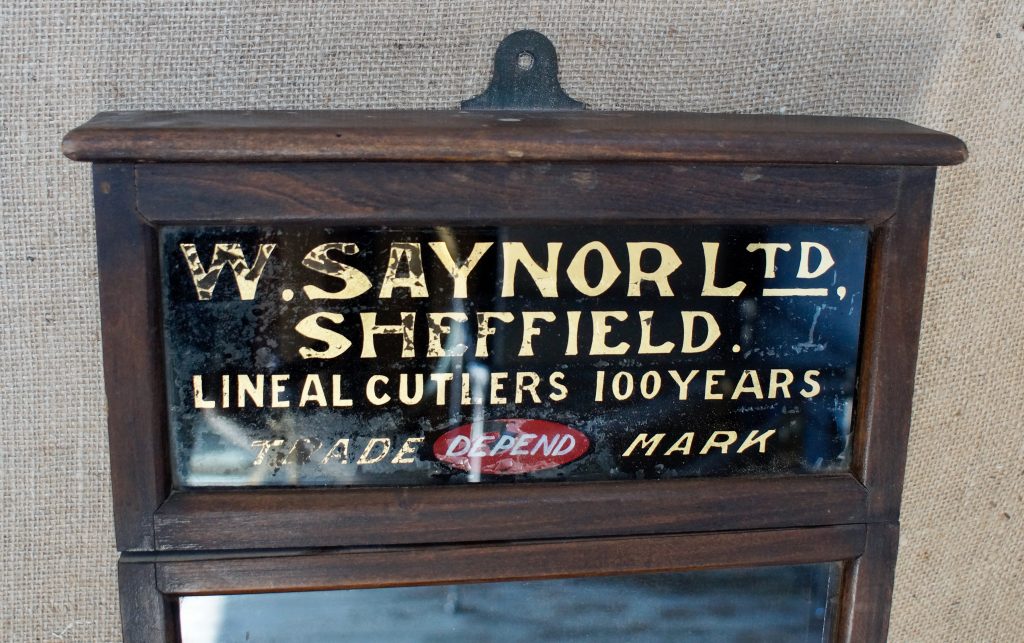 W. SAYNOR LTD,
SHEFFIELD.
LINEAL CUTLERS 100 YEARS
TRADE DEPEND MARK